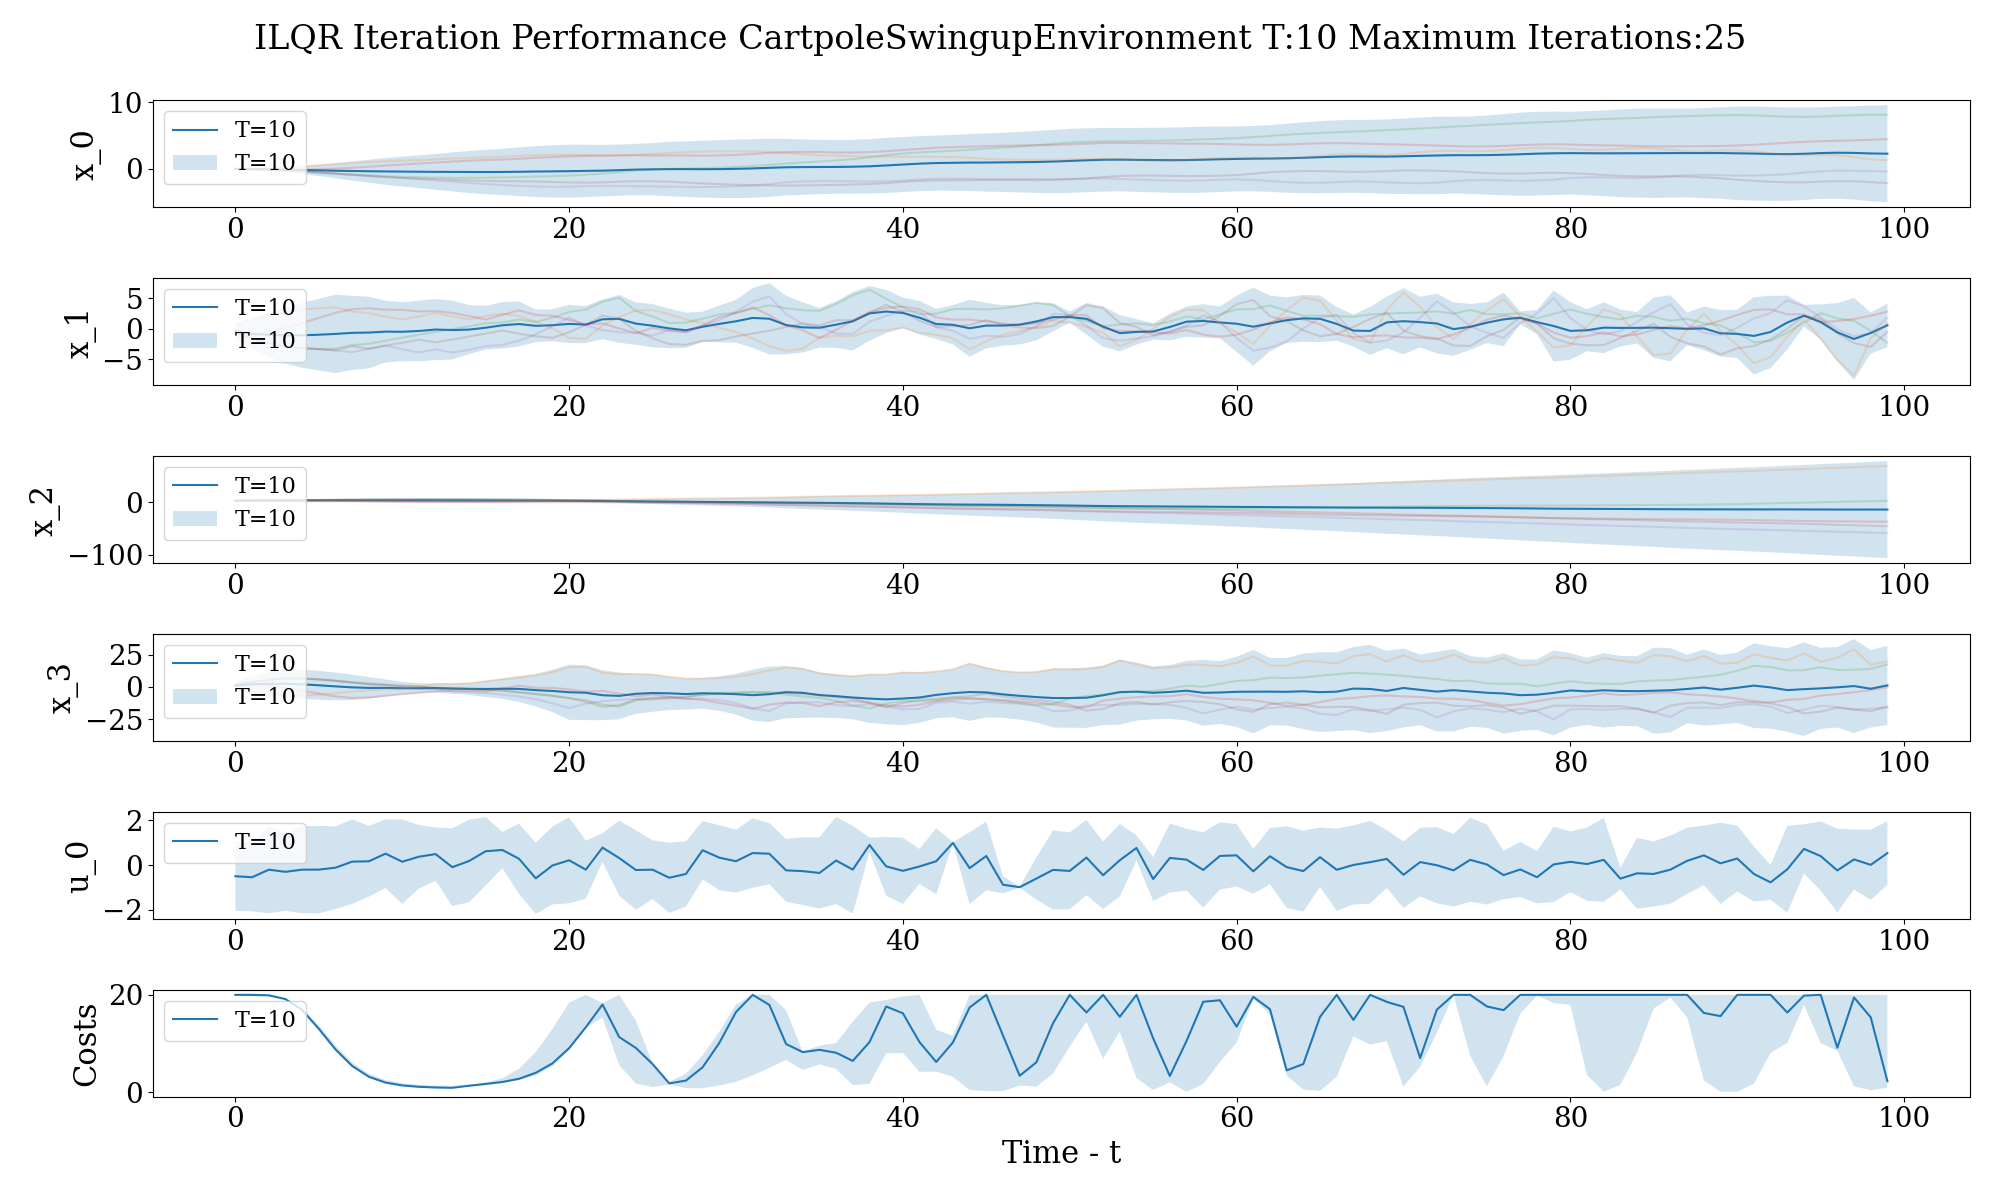 ILQR Iteration Performance CartpoleSwingupEnvironment T:10 Maximum Iterations:25
x_0
10
0
T=10
T=10
0 20 40 60 80 100
x_1
5
0
−5
T=10
T=10
0 20 40 60 80 100
x_2
0
−100
T=10
T=10
0 20 40 60 80 100
x_3
25
0
−25
T=10
T=10
0 20 40 60 80 100
u_0
2
0
−2
T=10
0 20 40 60 80 100
Costs
20
0
T=10
0 20 40 60 80 100
Time - t